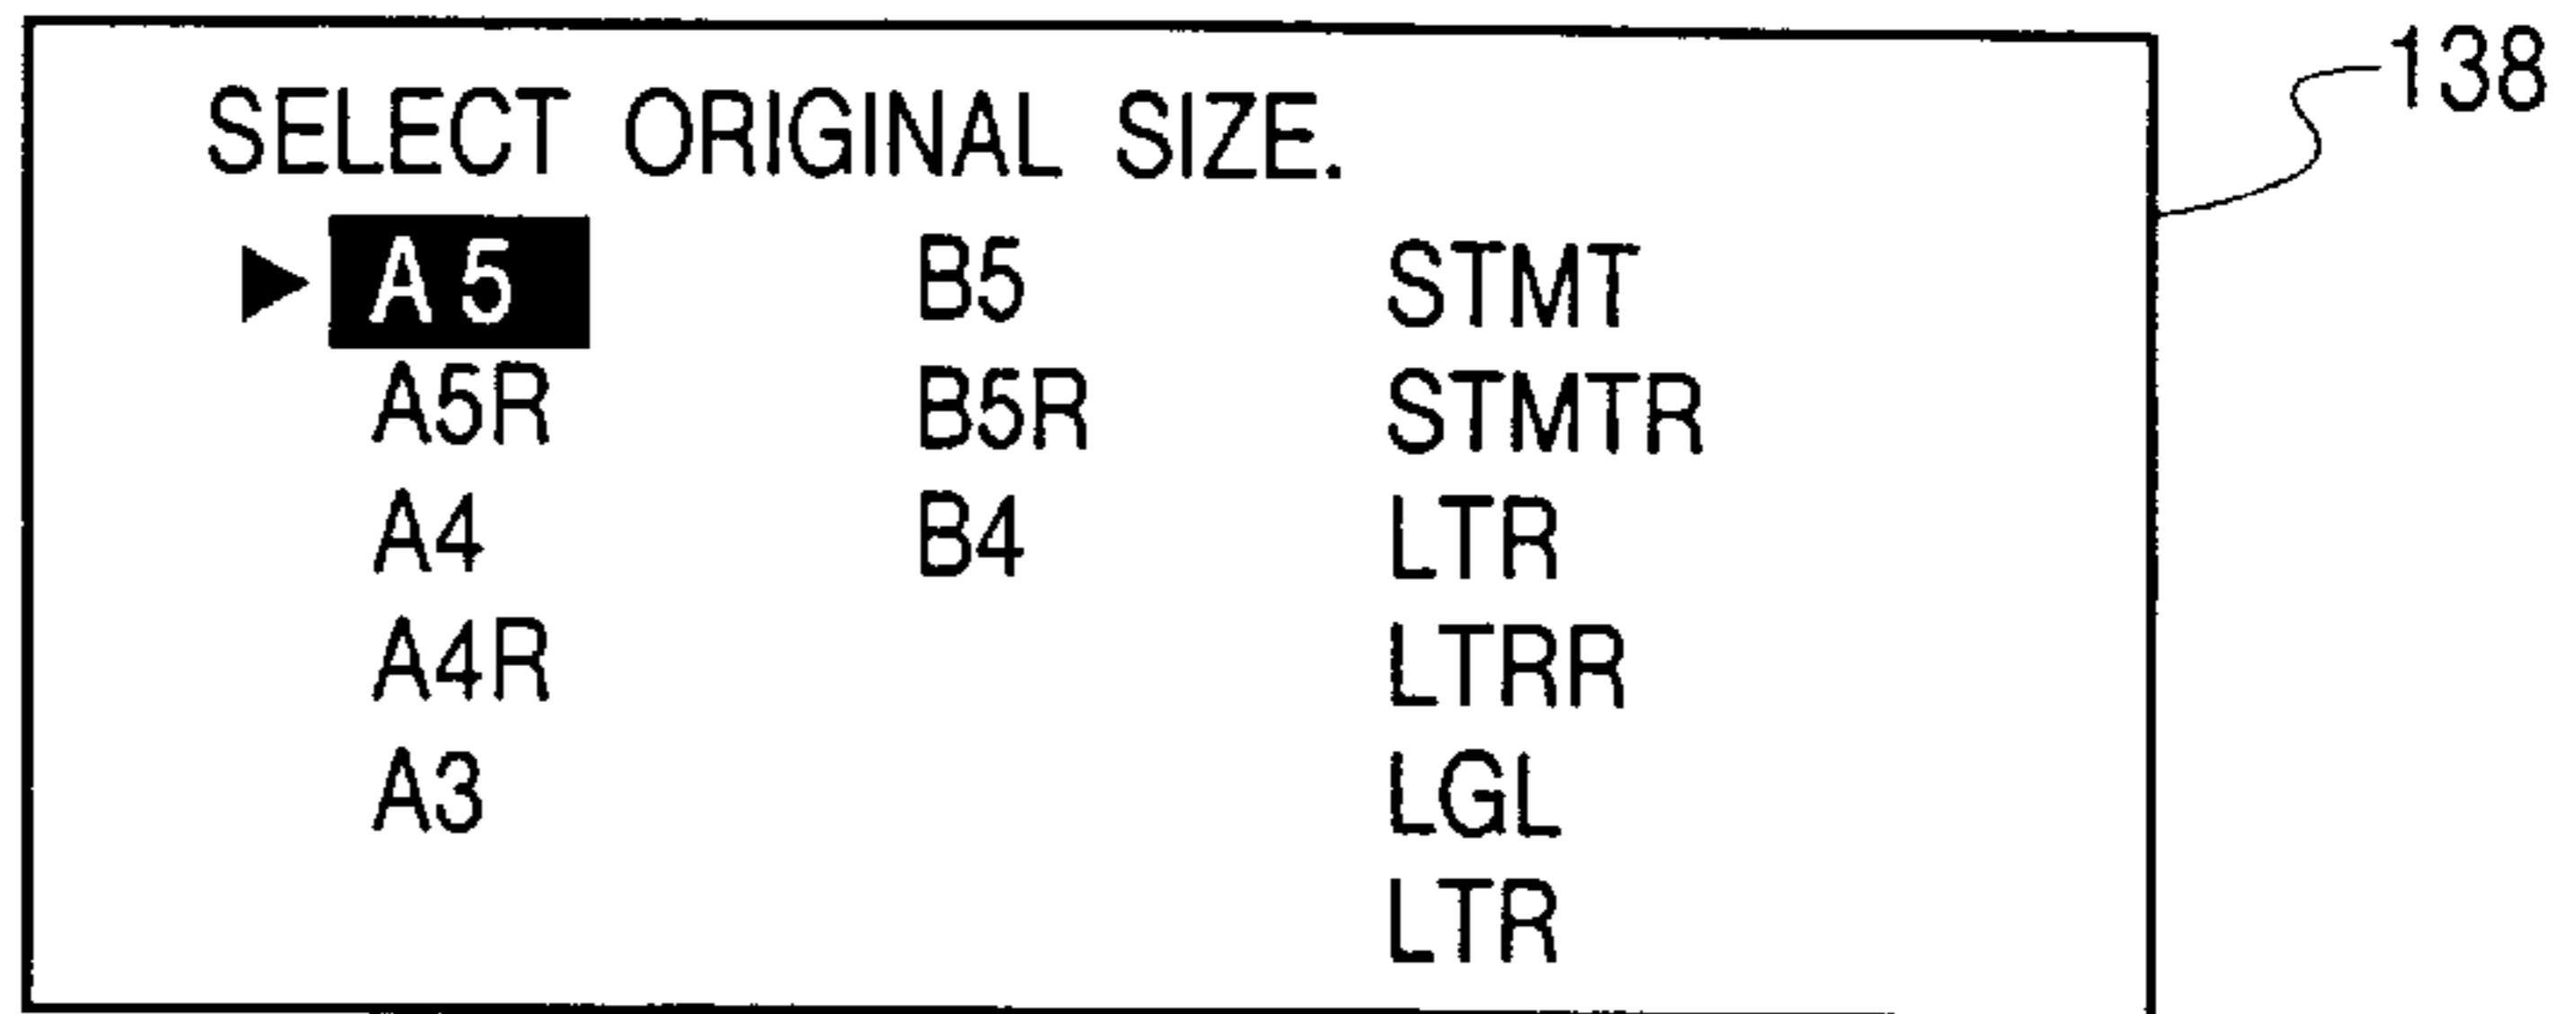 138
SELECT ORIGINAL SIZE.
A5 B5 STMT
A5R B5R STMTR
A4 B4 LTR
A4R LTRR
A3 LGL
LTR